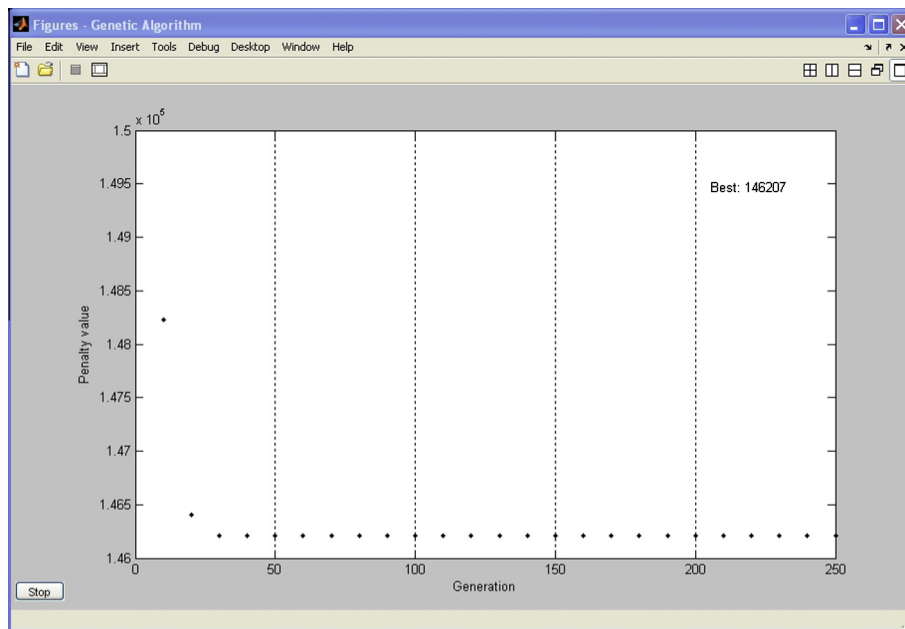 Figures - Genetic Algorithm
File Edit View Insert Tools Debug Desktop Window Help
x 10^5
1.5
1.495
Best: 146207
1.49
1.485
1.48
1.475
1.47
1.465
1.46
Penalty value
0 50 100 150 200 250
Generation
Stop